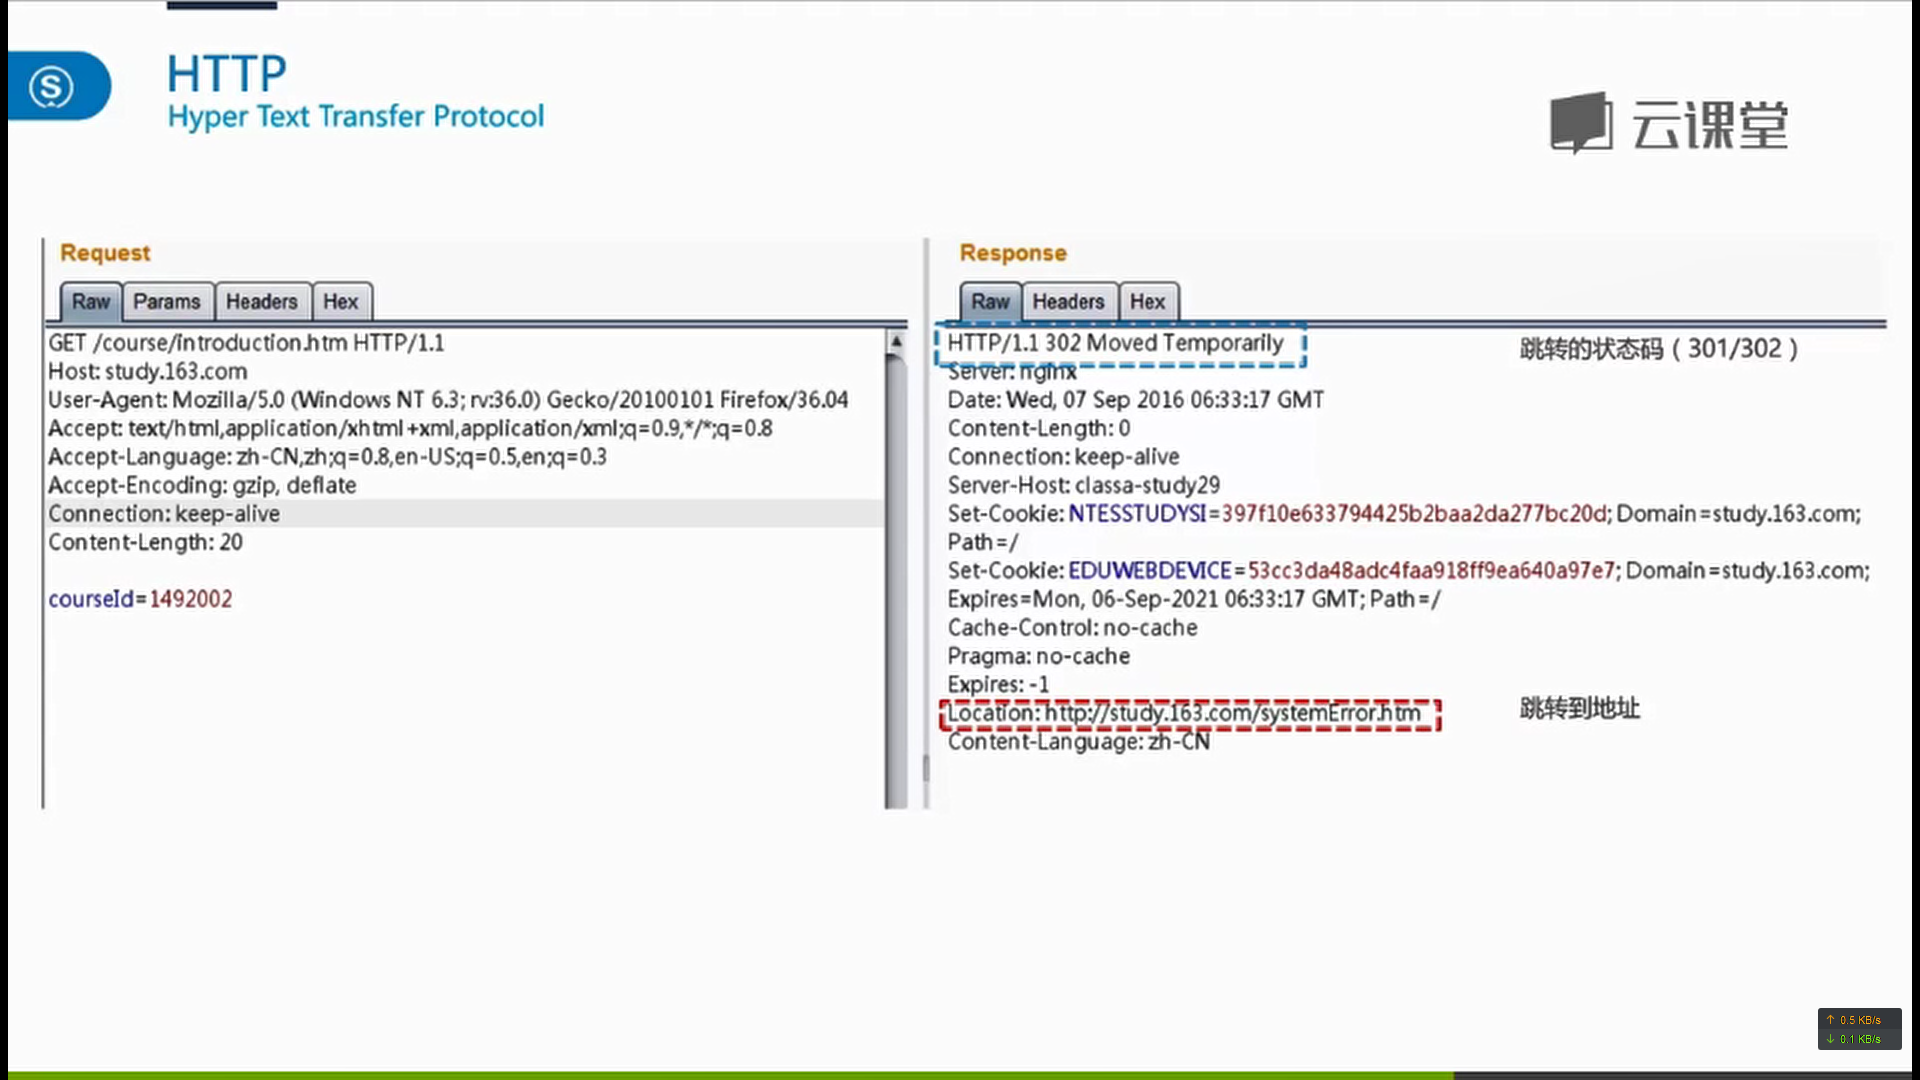 HTTP
Hyper Text Transfer Protocol
云课堂
Request
Raw Params Headers Hex
GET /course/introduction.htm HTTP/1.1
Host: study.163.com
User-Agent: Mozilla/5.0 (Windows NT 6.3; rv:36.0) Gecko/20100101 Firefox/36.04
Accept: text/html,application/xhtml+xml,application/xml;q=0.9,*/*;q=0.8
Accept-Language: zh-CN,zh;q=0.8,en-US;q=0.5,en;q=0.3
Accept-Encoding: gzip, deflate
Connection: keep-alive
Content-Length: 20
courseId=1492002
Response
Raw Headers Hex
HTTP/1.1 302 Moved Temporarily
跳转的状态码（301/302）
Server: nginx
Date: Wed, 07 Sep 2016 06:33:17 GMT
Content-Length: 0
Connection: keep-alive
Server-Host: classa-study29
Set-Cookie: NTESSTUDYSI=397f10e633794425b2baa2da277bc20d; Domain=study.163.com;
Path=/
Set-Cookie: EDUWEBDEVICE=53cc3da48adc4faa918ff9ea640a97e7; Domain=study.163.com;
Expires=Mon, 06-Sep-2021 06:33:17 GMT; Path=/
Cache-Control: no-cache
Pragma: no-cache
Expires: -1
Location: http://study.163.com/systemError.htm
跳转到地址
Content-Language: zh-CN
↑ 0.5 KB/s
↓ 0.1 KB/s